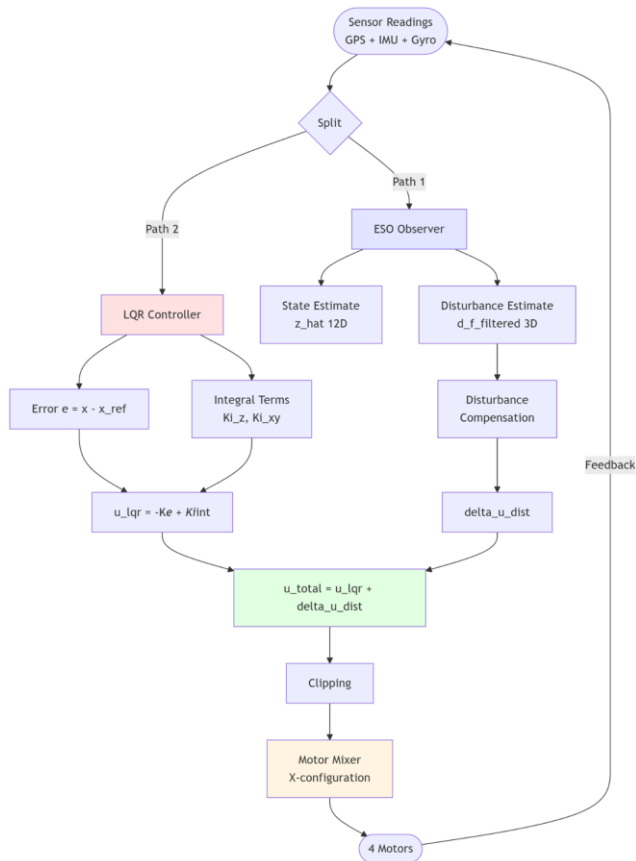 Sensor Readings
GPS + IMU + Gyro
Split
Path 1
Path 2
ESO Observer
LQR Controller
State Estimate
z_hat 12D
Disturbance Estimate
d_f_filtered 3D
Error e = x - x_ref
Integral Terms
Ki_z, Ki_xy
Disturbance
Compensation
Feedback
u_lqr = -Ke + Kiint
delta_u_dist
u_total = u_lqr +
delta_u_dist
Clipping
Motor Mixer
X-configuration
4 Motors